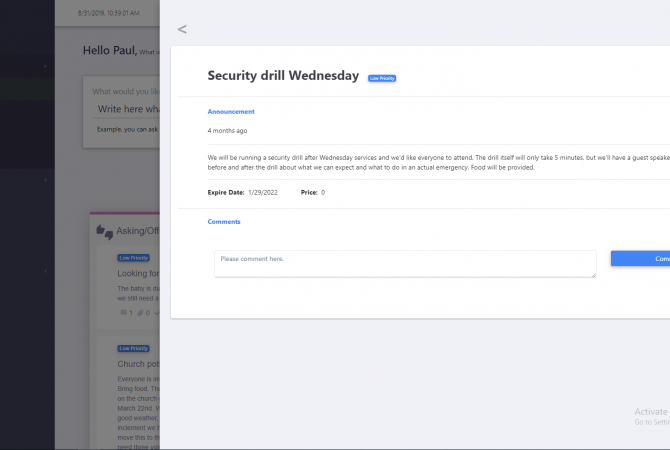 8/31/2019, 10:39:01 AM
<
Hello Paul, What
What would you like
Write here wha
Example, you can ask
Asking/Off
Low Priority
Looking for
The baby is du
we still need a
1 0
Low Priority
Church pot
Everyone is
Bring food. Th
on the church
March 22nd. W
good weather,
inclement we
move this to th
need three
Security drill Wednesday Low Priority
Announcement
4 months ago
We will be running a security drill after Wednesday services and we'd like everyone to attend. The drill itself will only take 5 minutes, but we'll have a guest speake
before and after the drill about what we can expect and what to do in an actual emergency. Food will be provided.
Expire Date: 1/29/2022 Price: 0
Comments
Please comment here.
Com
Activate
Go to Settin